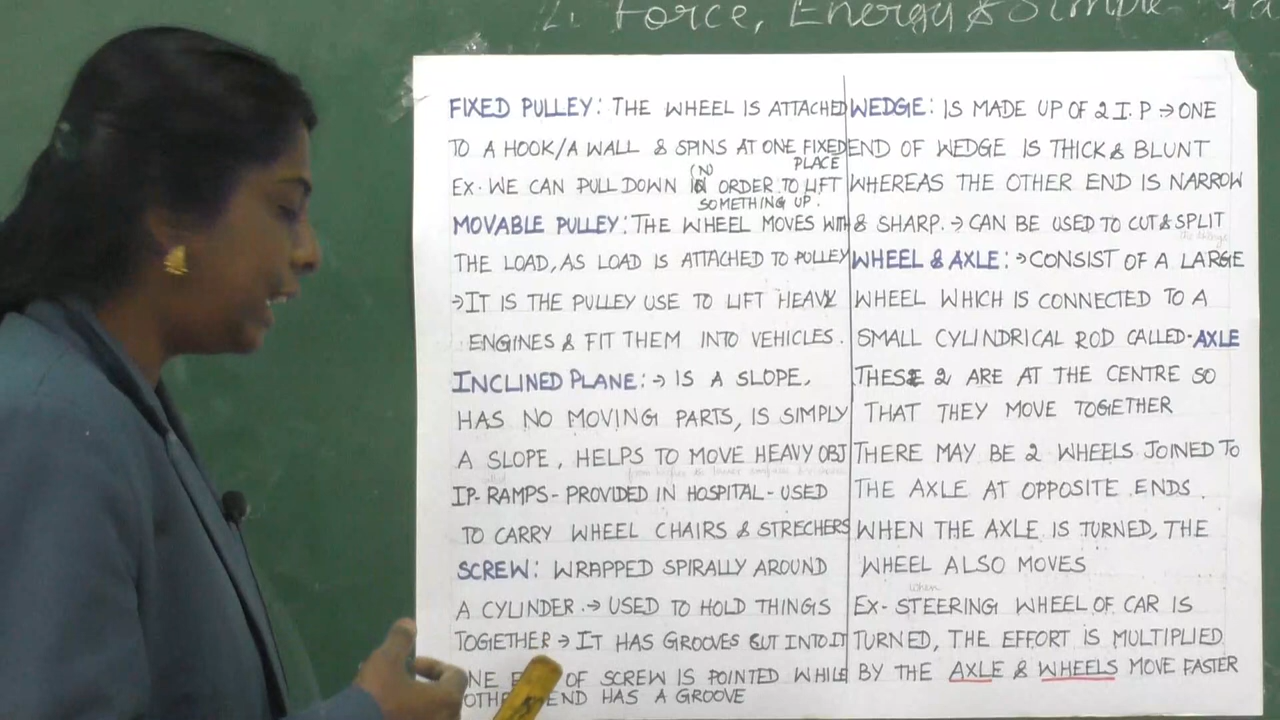 2. Force, Energy & Simple
FIXED PULLEY: THE WHEEL IS ATTACHED
TO A HOOK/A WALL & SPINS AT ONE FIXED
PLACE
EX. WE CAN PULL DOWN IN ORDER TO LIFT
SOMETHING UP.
MOVABLE PULLEY: THE WHEEL MOVES WITH
THE LOAD, AS LOAD IS ATTACHED TO PULLEY
→IT IS THE PULLEY USE TO LIFT HEAVY
ENGINES & FIT THEM INTO VEHICLES.
INCLINED PLANE: → IS A SLOPE,
HAS NO MOVING PARTS, IS SIMPLY
A SLOPE, HELPS TO MOVE HEAVY OBJ
IP- RAMPS - PROVIDED IN HOSPITAL - USED
TO CARRY WHEEL CHAIRS & STRECHERS
SCREW: WRAPPED SPIRALLY AROUND
A CYLINDER. → USED TO HOLD THINGS
TOGETHER → IT HAS GROOVES CUT INTO IT
OF SCREW IS POINTED WHILE
END HAS A GROOVE
WEDGE: IS MADE UP OF 2 I.P → ONE
END OF WEDGE IS THICK & BLUNT
WHEREAS THE OTHER END IS NARROW
& SHARP. → CAN BE USED TO CUT & SPLIT
WHEEL & AXLE: → CONSIST OF A LARGE
WHEEL WHICH IS CONNECTED TO A
SMALL CYLINDRICAL ROD CALLED - AXLE
THESE 2 ARE AT THE CENTRE SO
THAT THEY MOVE TOGETHER
THERE MAY BE 2 WHEELS JOINED TO
THE AXLE AT OPPOSITE ENDS.
WHEN THE AXLE IS TURNED, THE
WHEEL ALSO MOVES
when
EX- STEERING WHEEL OF CAR IS
TURNED, THE EFFORT IS MULTIPLIED
BY THE AXLE & WHEELS MOVE FASTER